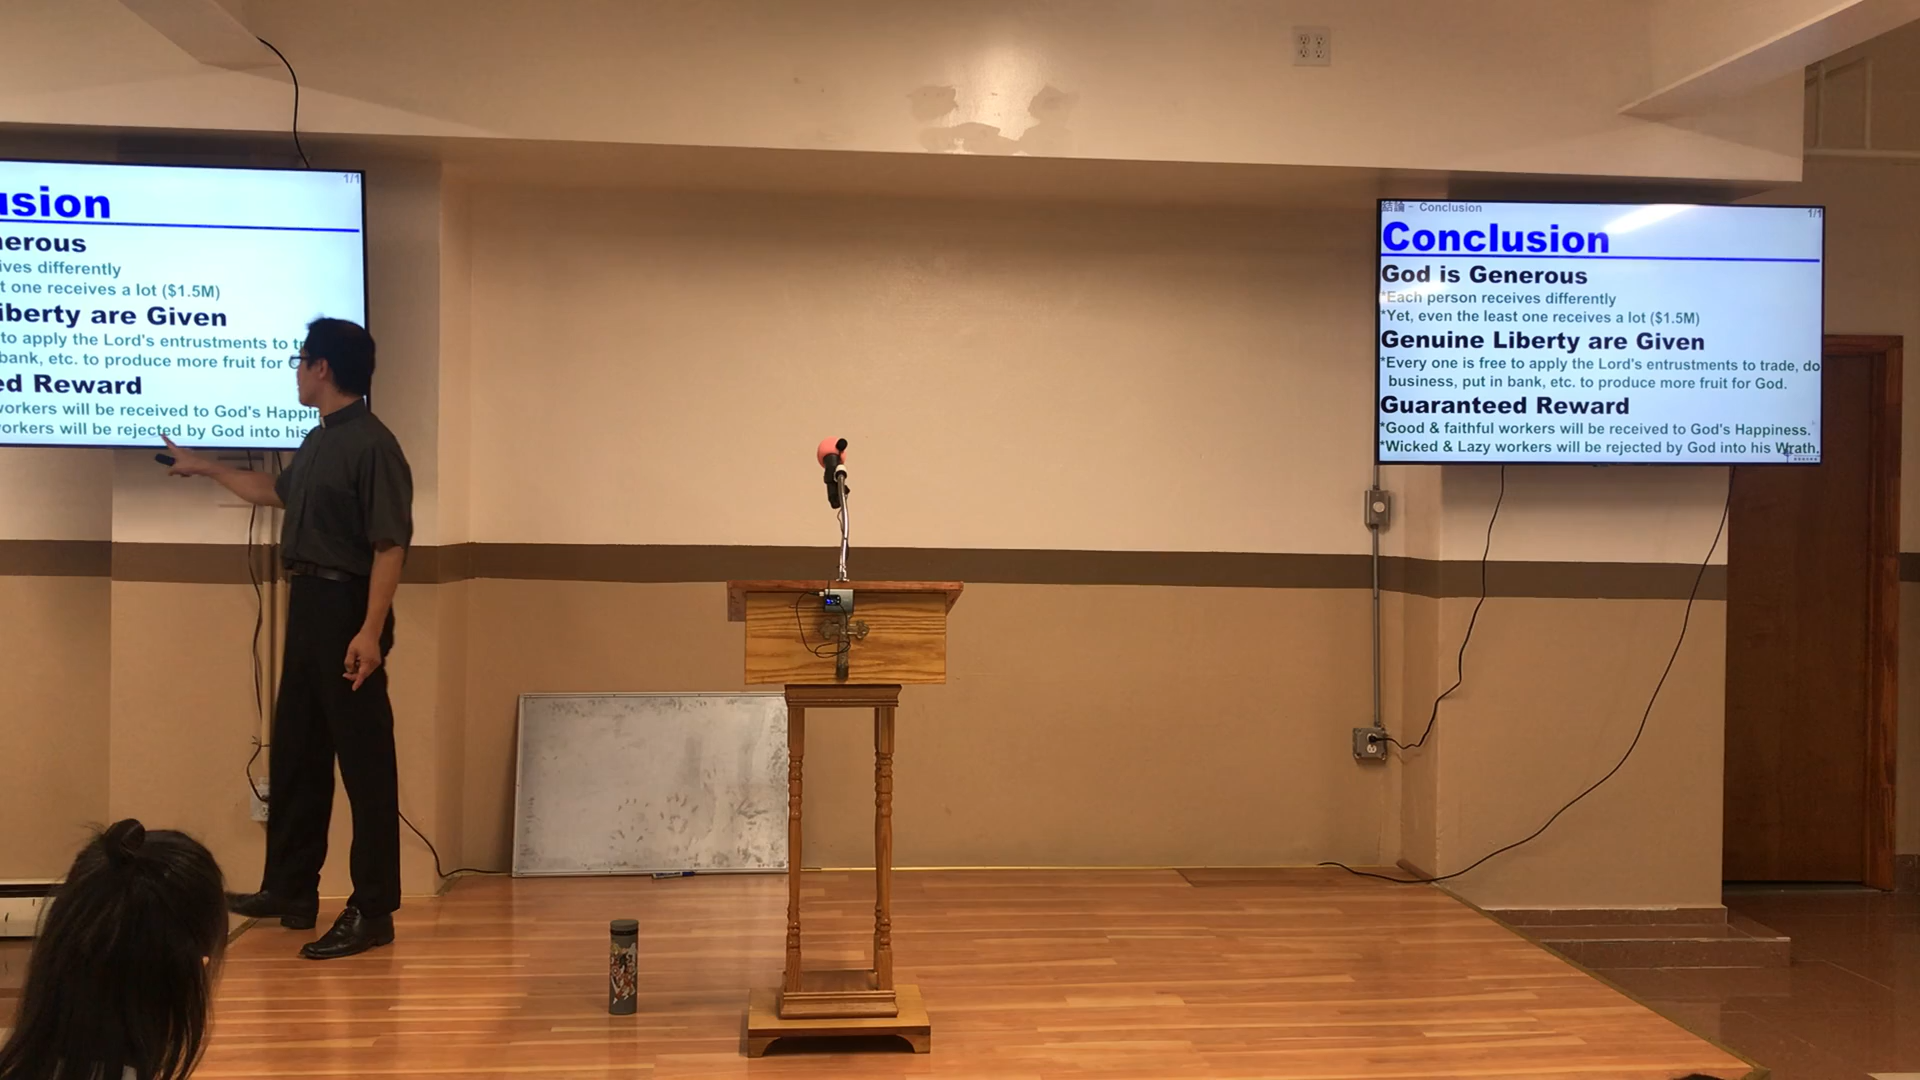 1/1
usion
nerous
ives differently
t one receives a lot ($1.5M)
iberty are Given
to apply the Lord's entrustments to tr
bank, etc. to produce more fruit for G
ed Reward
workers will be received to God's Happin
orkers will be rejected by God into his
結論 - Conclusion
1/1
Conclusion
God is Generous
*Each person receives differently
*Yet, even the least one receives a lot ($1.5M)
Genuine Liberty are Given
*Every one is free to apply the Lord's entrustments to trade, do
business, put in bank, etc. to produce more fruit for God.
Guaranteed Reward
*Good & faithful workers will be received to God's Happiness.
*Wicked & Lazy workers will be rejected by God into his Wrath.